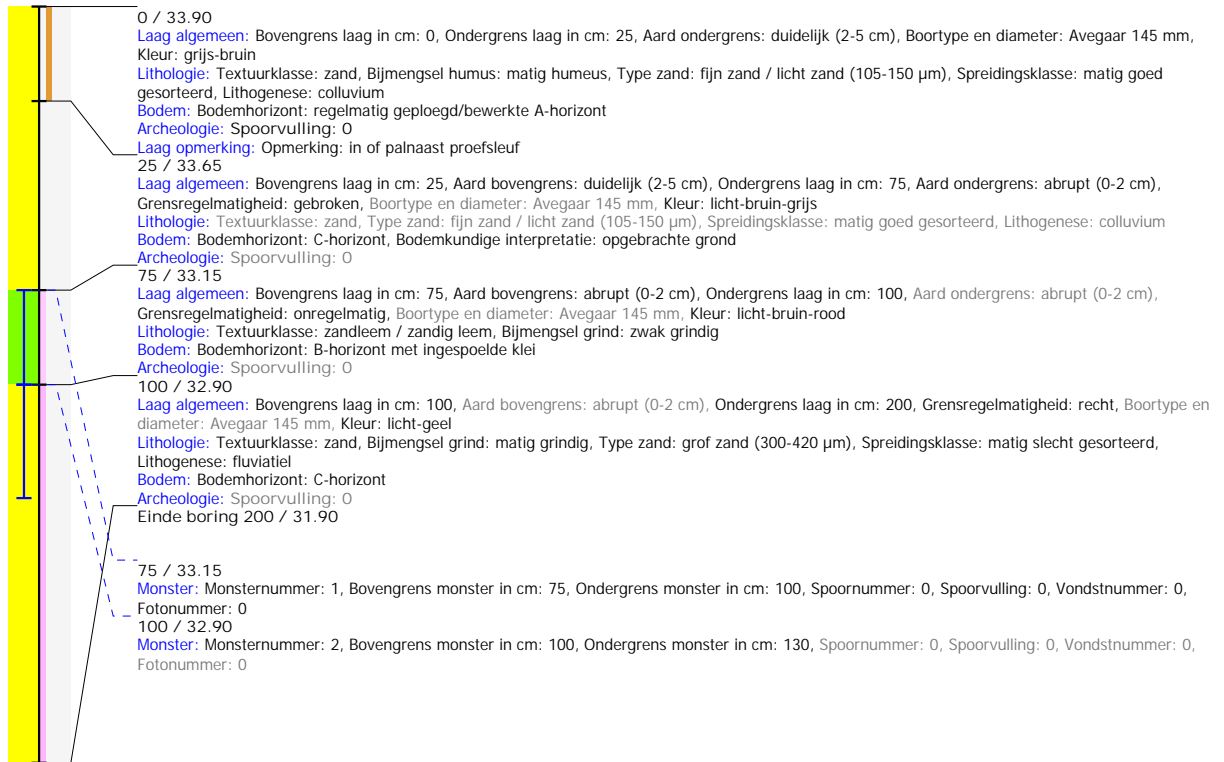 0 / 33.90
Laag algemeen: Bovengrens laag in cm: 0, Ondergrens laag in cm: 25, Aard ondergrens: duidelijk (2-5 cm), Boortype en diameter: Avegaar 145 mm,
Kleur: grijs-bruin
Lithologie: Textuurklasse: zand, Bijmengsel humus: matig humeus, Type zand: fijn zand / licht zand (105-150 µm), Spreidingsklasse: matig goed
gesorteerd, Lithogenese: colluvium
Bodem: Bodemhorizont: regelmatig geploegd/bewerkte A-horizont
Archeologie: Spoorvulling: 0
Laag opmerking: Opmerking: in of palnaast proefsleuf
25 / 33.65
Laag algemeen: Bovengrens laag in cm: 25, Aard bovengrens: duidelijk (2-5 cm), Ondergrens laag in cm: 75, Aard ondergrens: abrupt (0-2 cm),
Grensregelmatigheid: gebroken, Boortype en diameter: Avegaar 145 mm, Kleur: licht-bruin-grijs
Lithologie: Textuurklasse: zand, Type zand: fijn zand / licht zand (105-150 µm), Spreidingsklasse: matig goed gesorteerd, Lithogenese: colluvium
Bodem: Bodemhorizont: C-horizont, Bodemkundige interpretatie: opgebrachte grond
Archeologie: Spoorvulling: 0
75 / 33.15
Laag algemeen: Bovengrens laag in cm: 75, Aard bovengrens: abrupt (0-2 cm), Ondergrens laag in cm: 100, Aard ondergrens: abrupt (0-2 cm),
Grensregelmatigheid: onregelmatig, Boortype en diameter: Avegaar 145 mm, Kleur: licht-bruin-rood
Lithologie: Textuurklasse: zandleem / zandig leem, Bijmengsel grind: zwak grindig
Bodem: Bodemhorizont: B-horizont met ingespoelde klei
Archeologie: Spoorvulling: 0
100 / 32.90
Laag algemeen: Bovengrens laag in cm: 100, Aard bovengrens: abrupt (0-2 cm), Ondergrens laag in cm: 200, Grensregelmatigheid: recht, Boortype en
diameter: Avegaar 145 mm, Kleur: licht-geel
Lithologie: Textuurklasse: zand, Bijmengsel grind: matig grindig, Type zand: grof zand (300-420 µm), Spreidingsklasse: matig slecht gesorteerd,
Lithogenese: fluviatiel
Bodem: Bodemhorizont: C-horizont
Archeologie: Spoorvulling: 0
Einde boring 200 / 31.90
75 / 33.15
Monster: Monsternummer: 1, Bovengrens monster in cm: 75, Ondergrens monster in cm: 100, Spoornummer: 0, Spoorvulling: 0, Vondstnummer: 0,
Fotonummer: 0
100 / 32.90
Monster: Monsternummer: 2, Bovengrens monster in cm: 100, Ondergrens monster in cm: 130, Spoornummer: 0, Spoorvulling: 0, Vondstnummer: 0,
Fotonummer: 0